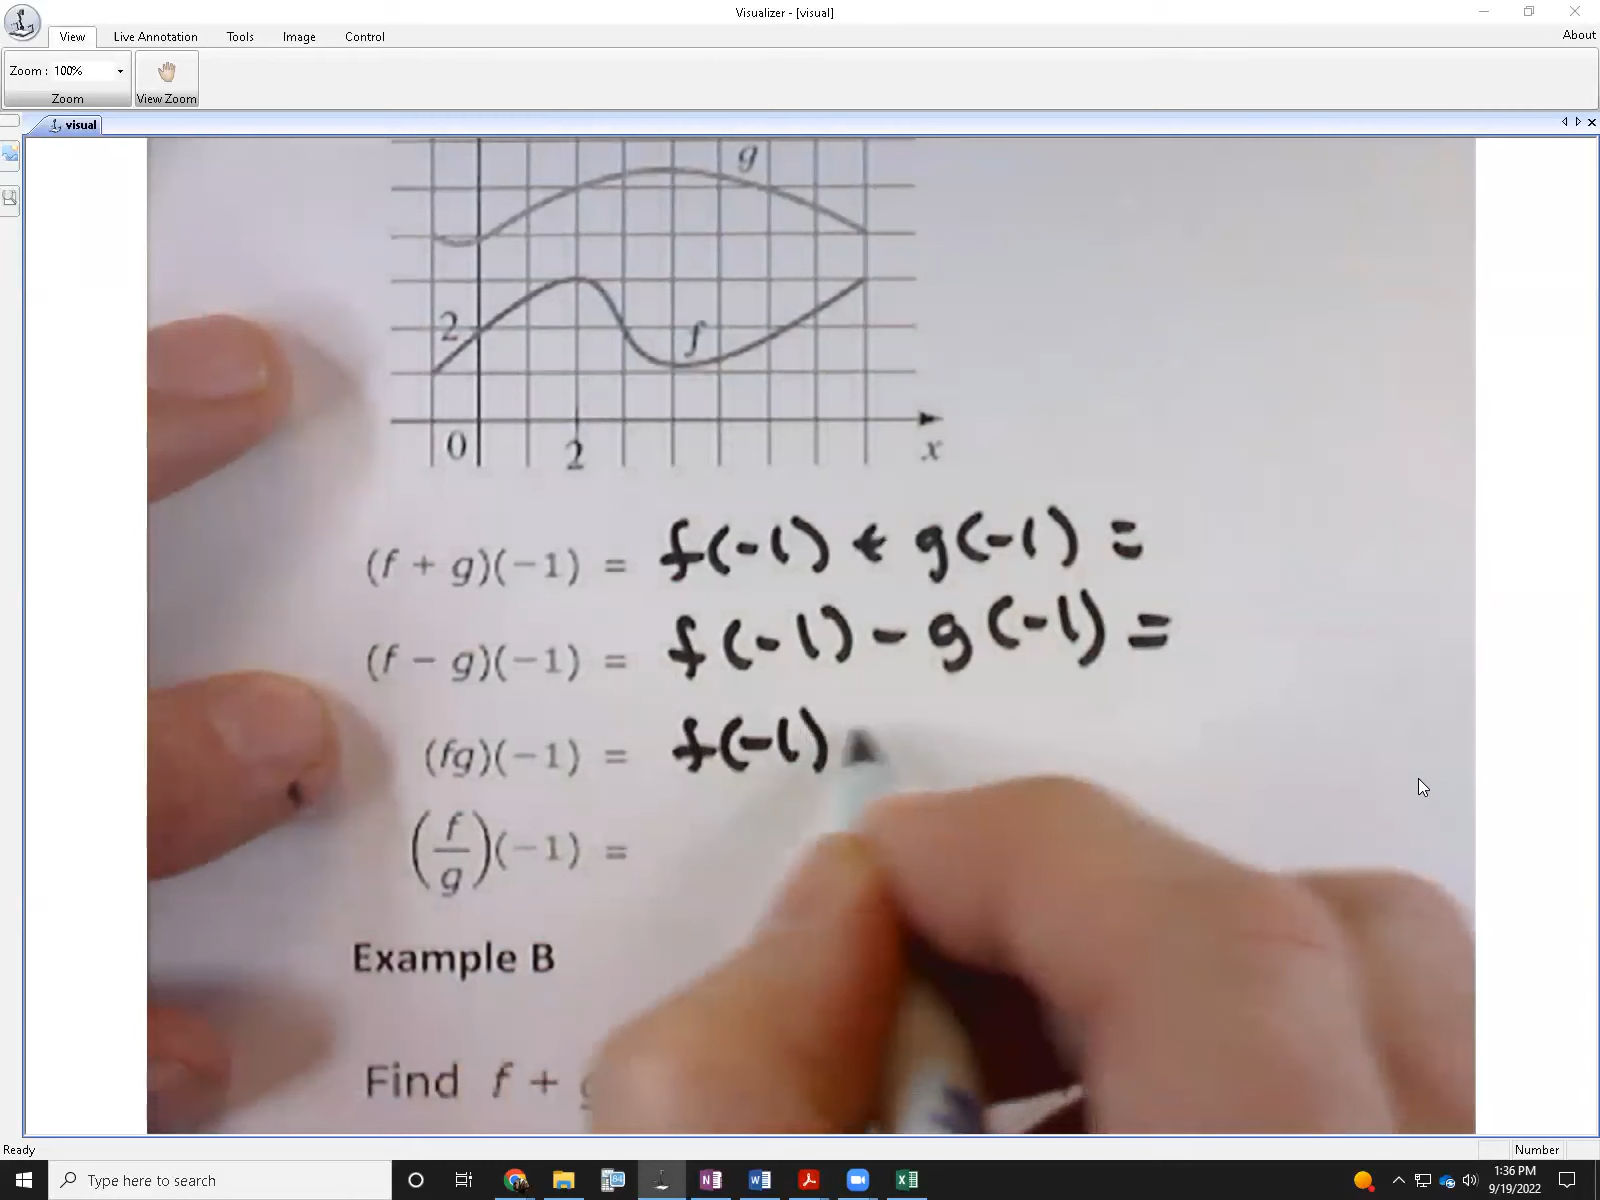 Visualizer - [visual]
View Live Annotation Tools Image Control About
Zoom : 100%
Zoom View Zoom
visual
g
2
f
0 2 x
(f + g)(−1) = f(-1) + g(-1) =
(f − g)(−1) = f(-1) - g(-1) =
(fg)(−1) = f(-1)
(f/g)(−1) =
Example B
Find f +
Ready Number
Type here to search
1:36 PM
9/19/2022